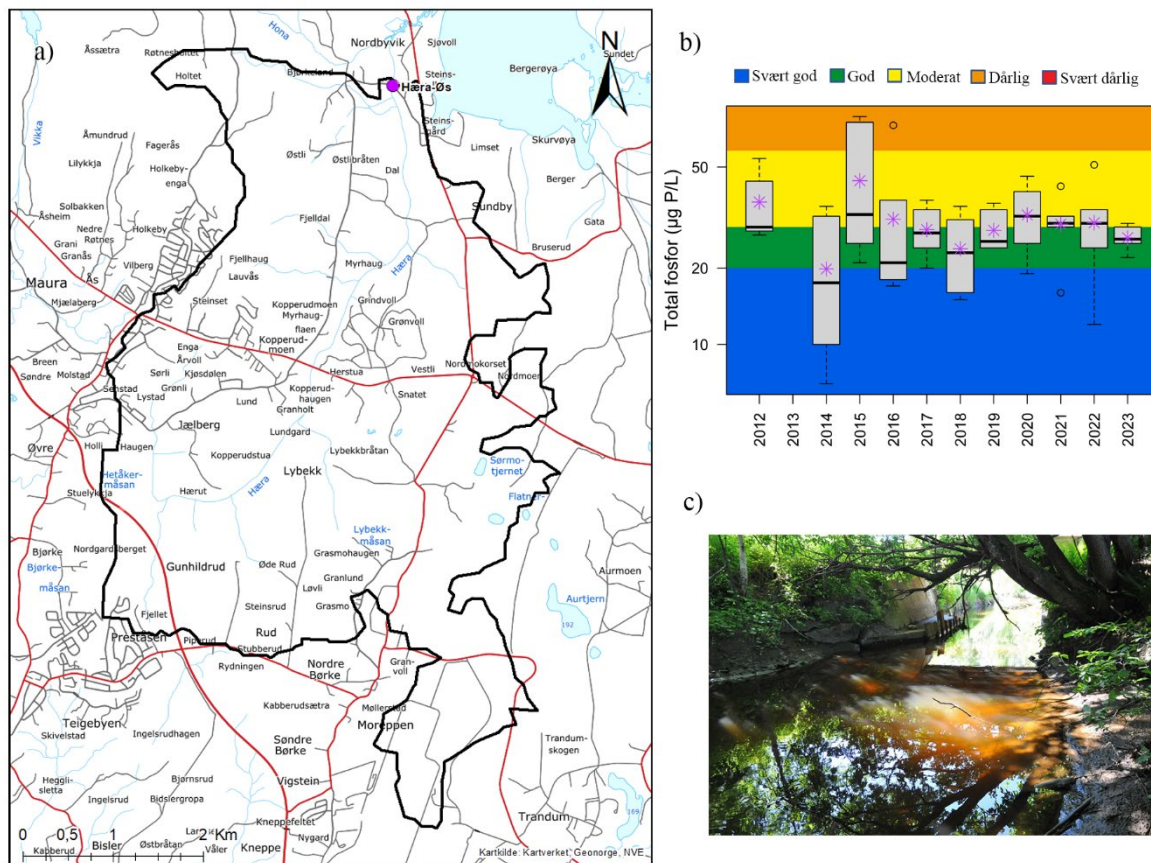 a)
Hona
Nordbyvik
Sjøvoll
N
Sundet
Åssætra
Røtnesholtet
Holtet
Bjørkeland
Bergerøya
Hæra-Øs
Steins-
gård
Vikka
Åmundrud
Fagerås
Østli
Østlibråten
Limset
Skurvøya
Lilykkja
Holkeby-
enga
Dal
Berger
Solbakken
Sundby
Åsheim
Nedre
Røtnes
Holkeby
Fjelldal
Gata
Grani
Granås
Bruserud
Vilberg
Fjellhaug
Myrhaug
Hæra
Maura
Ås
Lauvås
Mjælaberg
Steinset
Kopperudmoen
Grindvoll
Myrhaug-
flaen
Grønvoll
Kopperud-
moen
Breen
Enga
Årvoll
Nordmokorset
Søndre
Molstad
Sørli
Kjøsdølen
Herstua
Vestli
Nordmoen
Senstad
Grønli
Kopperud-
haugen
Lystad
Lund
Granholt
Snatet
Jælberg
Lundgard
Øvre
Holli
Haugen
Kopperudstua
Lybekkbråten
Hetåker-
måsan
Lybekk
Sørmo-
tjernet
Stuelykkja
Hærut
Hæra
Flatner-
Lybekk-
måsan
Bjørke
Nordgardsberget
Grasmohaugen
Bjørke-
måsan
Gunhildrud
Øde Rud
Granlund
Aurmoen
Løvli
Aurtjern
Steinsrud
Grasmo
192
Fjellet
Rud
Preståsen
Piperud
Stubberud
Rydningen
Nordre
Børke
Gran-
voll
Kabberudsætra
Møllerstad
Teigebyen
Moreppen
Skivelstad
Ingelsrudhagen
Søndre
Børke
Trandum-
skogen
Heggli-
sletta
Bjørnsrud
Vigstein
Ingelsrud
Bidslergropa
169
Kneppefeltet
Trandum
0 0,5 1 2 Km
Nygard
Bisler
Østbråten
Våler
Kneppe
Kabberud
Kartkilde: Kartverket, Geonorge, NVE
b)
Svært god God Moderat Dårlig Svært dårlig
Total fosfor (µg P/L)
50
20
10
2012 2013 2014 2015 2016 2017 2018 2019 2020 2021 2022 2023
c)